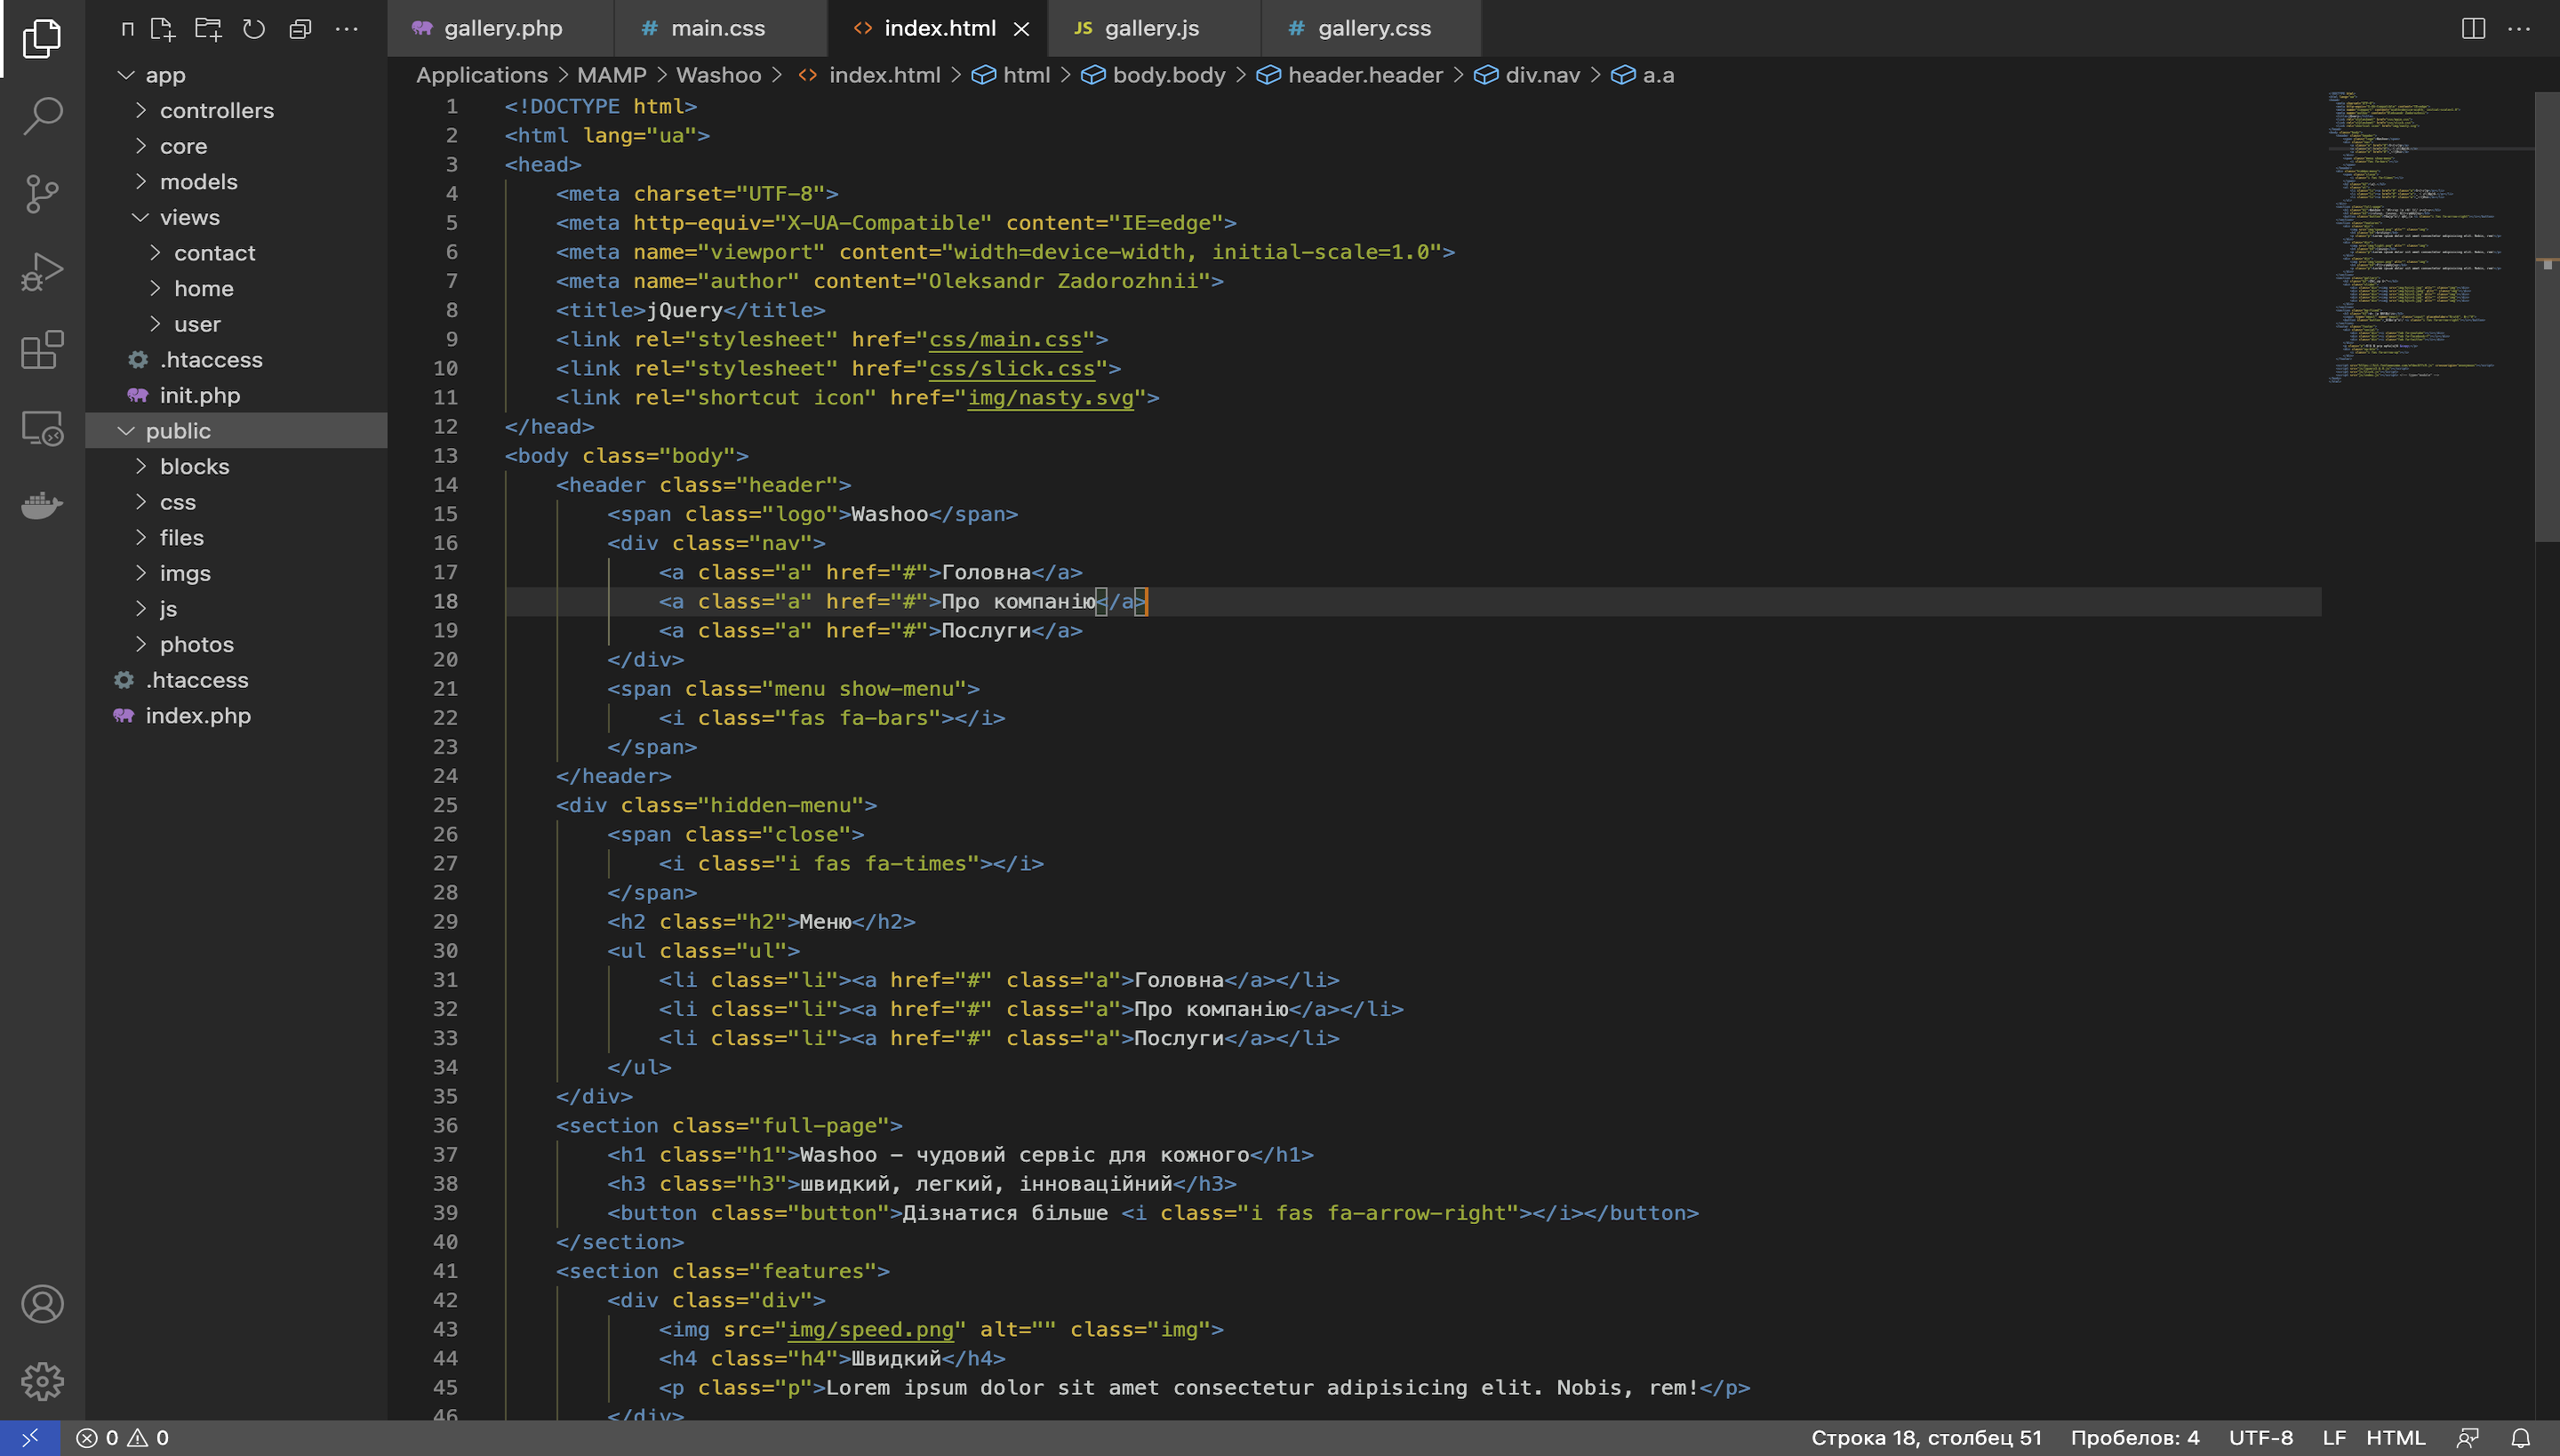 п
gallery.php
main.css
index.html
JS gallery.js
gallery.css
app
controllers
core
models
views
contact
home
user
.htaccess
init.php
public
blocks
css
files
imgs
js
photos
.htaccess
index.php
Applications > MAMP > Washoo > index.html > html > body.body > header.header > div.nav > a.a
1 <!DOCTYPE html>
2 <html lang="ua">
3 <head>
4 <meta charset="UTF-8">
5 <meta http-equiv="X-UA-Compatible" content="IE=edge">
6 <meta name="viewport" content="width=device-width, initial-scale=1.0">
7 <meta name="author" content="Oleksandr Zadorozhnii">
8 <title>jQuery</title>
9 <link rel="stylesheet" href="css/main.css">
10 <link rel="stylesheet" href="css/slick.css">
11 <link rel="shortcut icon" href="img/nasty.svg">
12 </head>
13 <body class="body">
14 <header class="header">
15 <span class="logo">Washoo</span>
16 <div class="nav">
17 <a class="a" href="#">Головна</a>
18 <a class="a" href="#">Про компанію</a>
19 <a class="a" href="#">Послуги</a>
20 </div>
21 <span class="menu show-menu">
22 <i class="fas fa-bars"></i>
23 </span>
24 </header>
25 <div class="hidden-menu">
26 <span class="close">
27 <i class="i fas fa-times"></i>
28 </span>
29 <h2 class="h2">Меню</h2>
30 <ul class="ul">
31 <li class="li"><a href="#" class="a">Головна</a></li>
32 <li class="li"><a href="#" class="a">Про компанію</a></li>
33 <li class="li"><a href="#" class="a">Послуги</a></li>
34 </ul>
35 </div>
36 <section class="full-page">
37 <h1 class="h1">Washoo – чудовий сервіс для кожного</h1>
38 <h3 class="h3">швидкий, легкий, інноваційний</h3>
39 <button class="button">Дізнатися більше <i class="i fas fa-arrow-right"></i></button>
40 </section>
41 <section class="features">
42 <div class="div">
43 <img src="img/speed.png" alt="" class="img">
44 <h4 class="h4">Швидкий</h4>
45 <p class="p">Lorem ipsum dolor sit amet consectetur adipisicing elit. Nobis, rem!</p>
46 </div>
0 0
Строка 18, столбец 51 Пробелов: 4 UTF-8 LF HTML